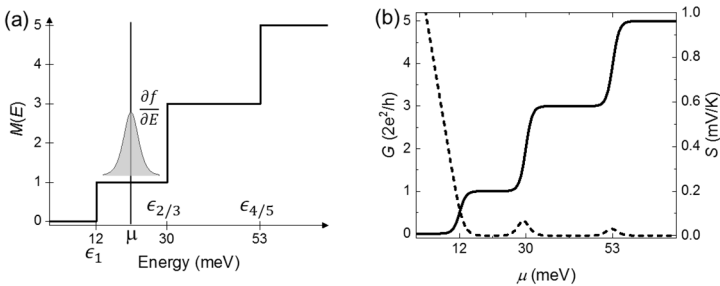 (a)
5
4
3
2
1
0
M(E)
∂f
∂E
ϵ2/3
ϵ4/5
12
μ
30
53
ϵ1
Energy (meV)
(b)
5
4
3
2
1
0
G (2e²/h)
1.0
0.8
0.6
0.4
0.2
0.0
S (mV/K)
12
30
53
μ (meV)